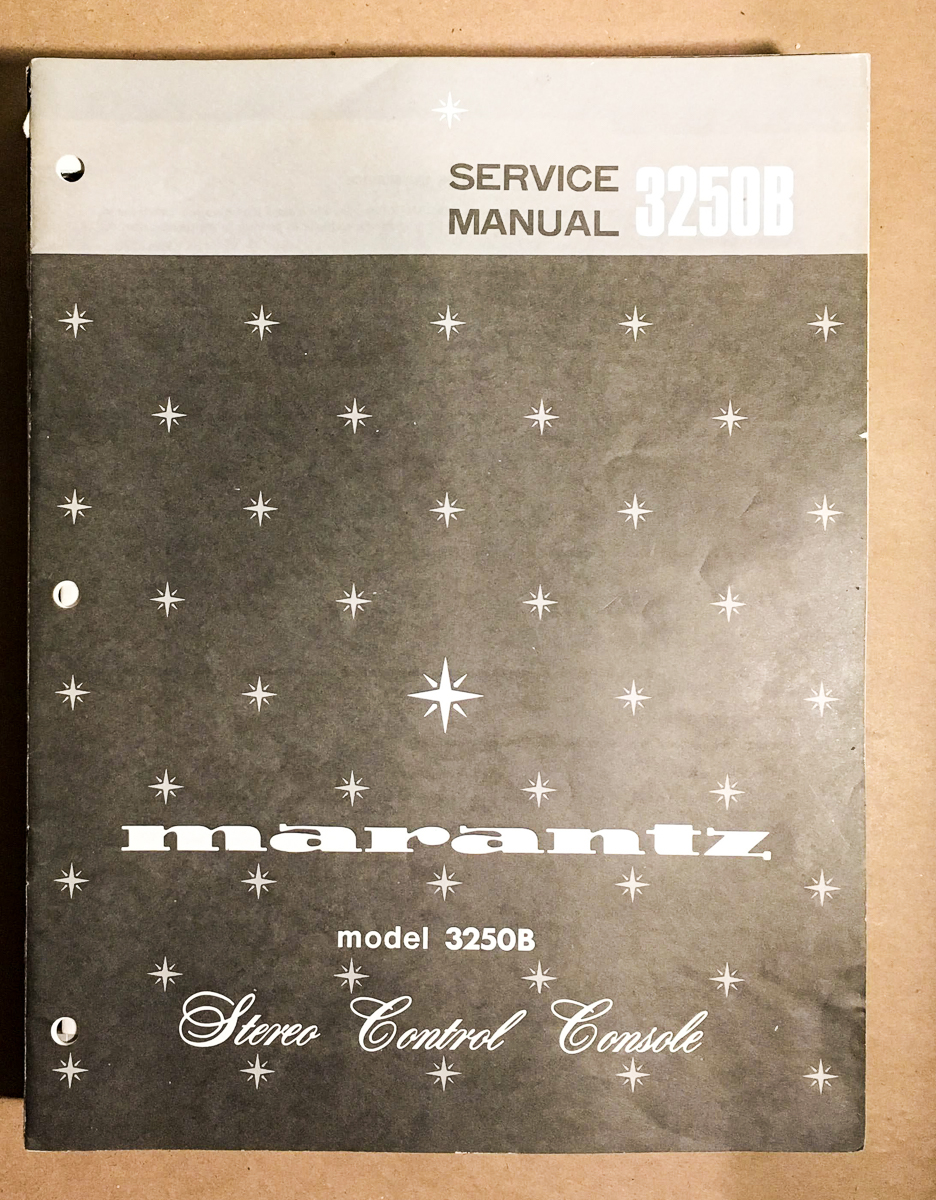 SERVICE
MANUAL 3250B
marantz
model 3250B
Stereo Control Console